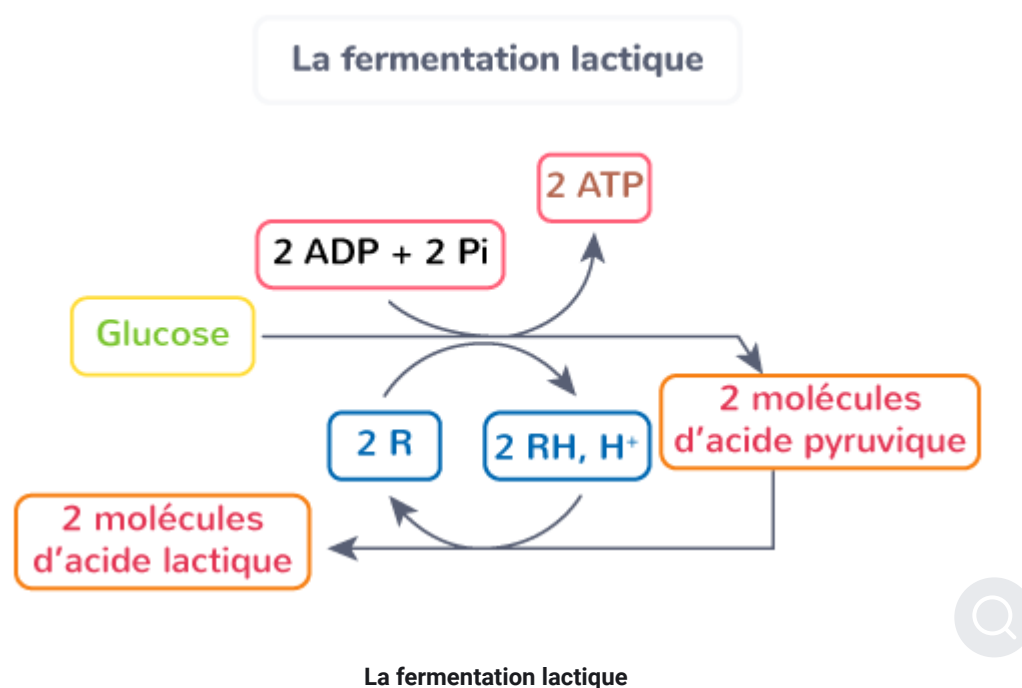 La fermentation lactique
2 ATP
2 ADP + 2 Pi
Glucose
2 molécules
d'acide pyruvique
2 R
2 RH, H⁺
2 molécules
d'acide lactique
La fermentation lactique